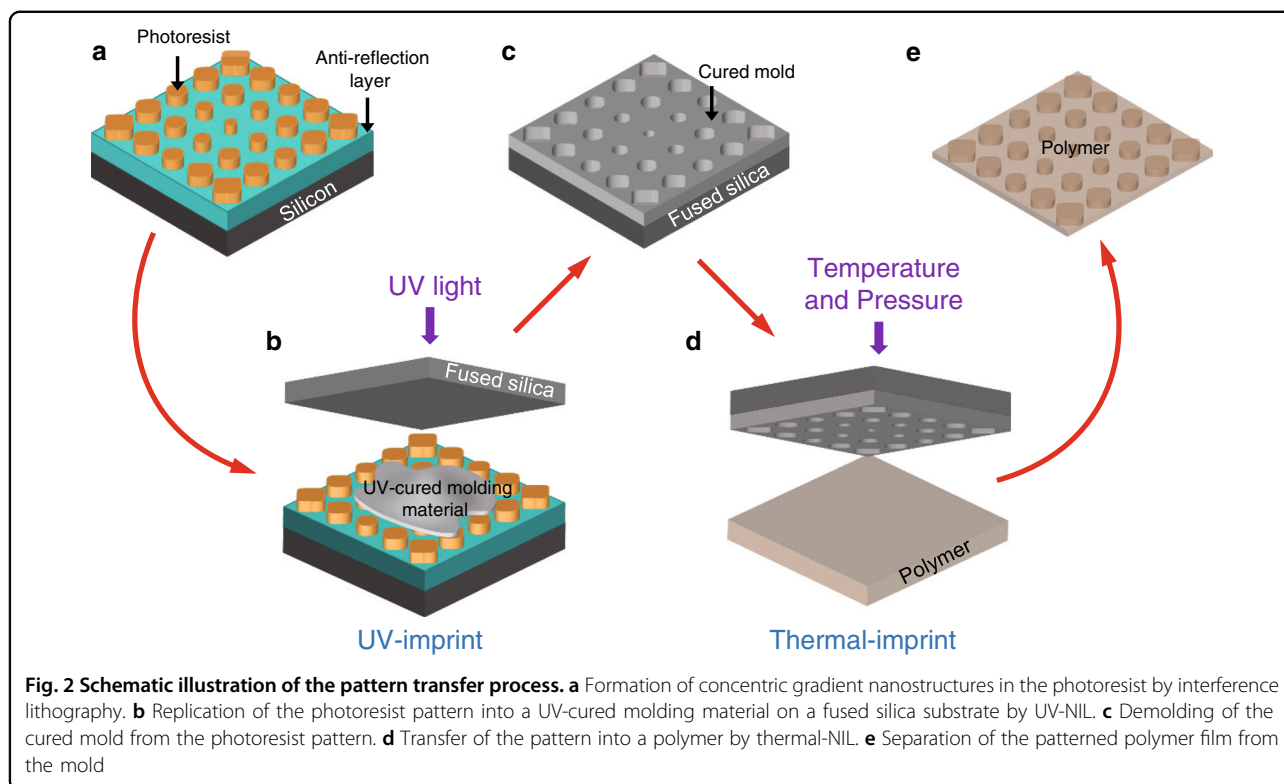 a
Photoresist
Anti-reflection
layer
Silicon
c
Cured mold
Fused silica
e
Polymer
UV light
b
Fused silica
UV-cured molding
material
UV-imprint
Temperature
and Pressure
d
Polymer
Thermal-imprint
Fig. 2 Schematic illustration of the pattern transfer process. a Formation of concentric gradient nanostructures in the photoresist by interference
lithography. b Replication of the photoresist pattern into a UV-cured molding material on a fused silica substrate by UV-NIL. c Demolding of the
cured mold from the photoresist pattern. d Transfer of the pattern into a polymer by thermal-NIL. e Separation of the patterned polymer film from
the mold